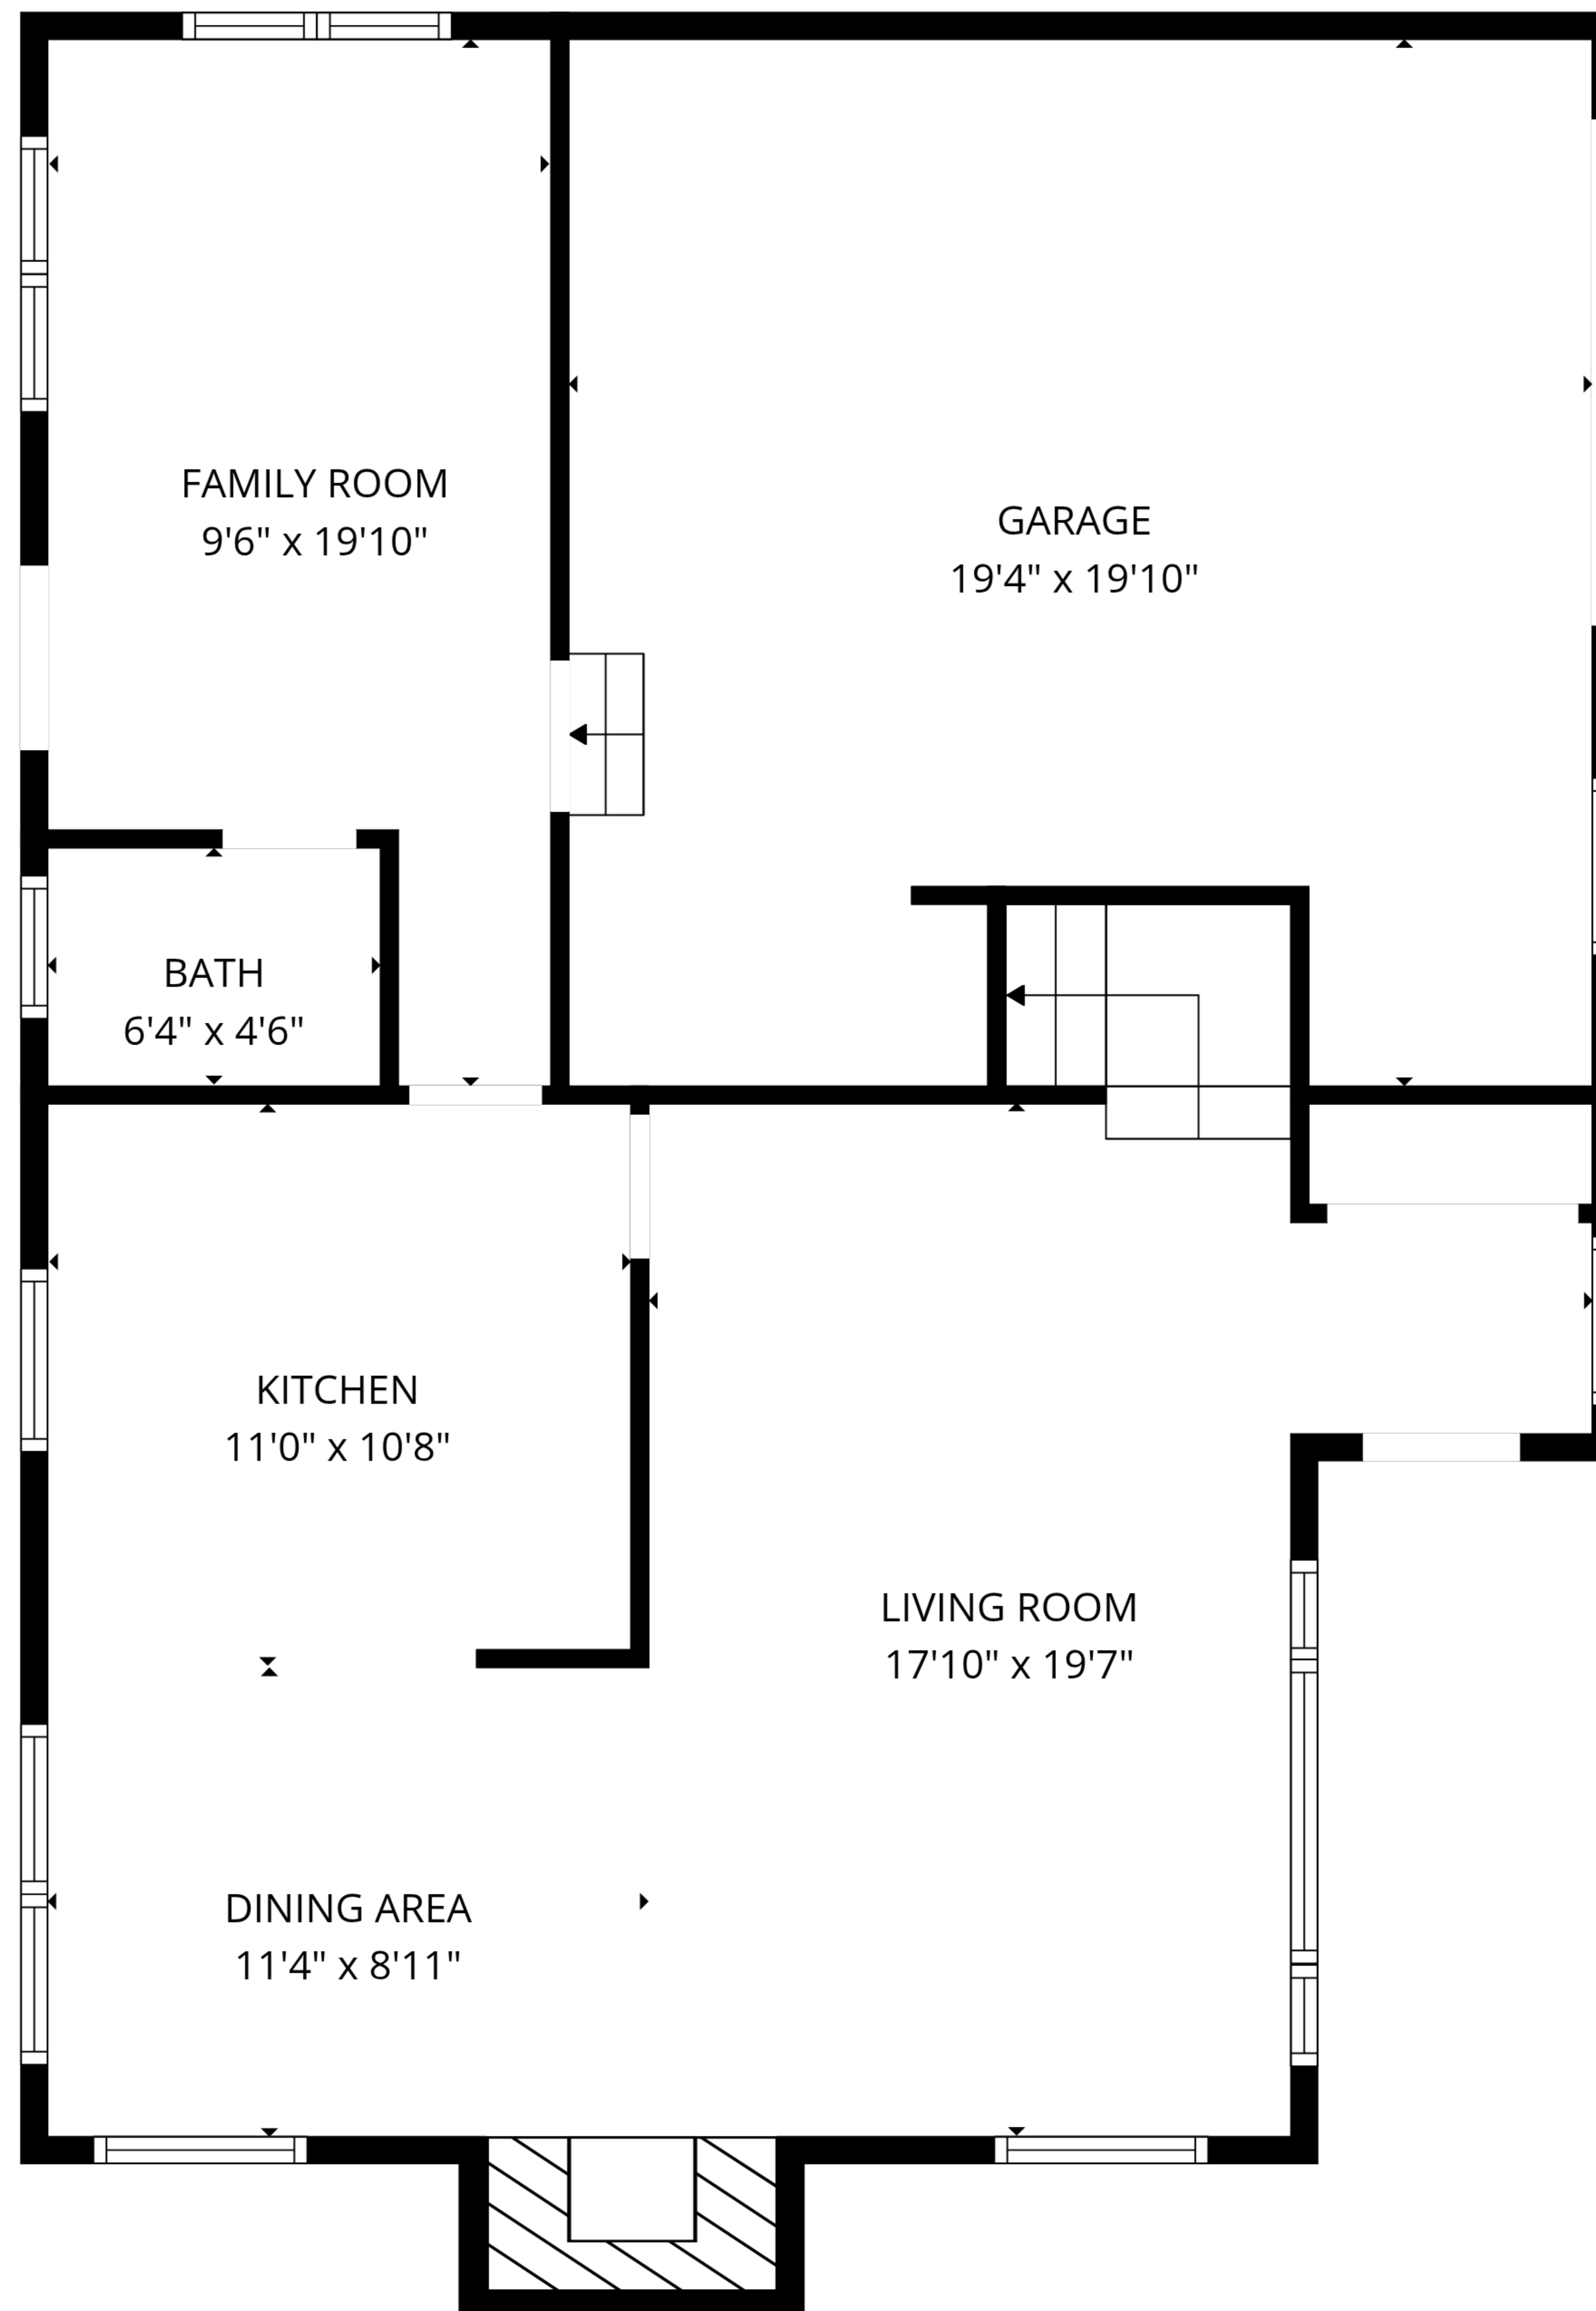 FAMILY ROOM
9'6" x 19'10"
GARAGE
19'4" x 19'10"
BATH
6'4" x 4'6"
KITCHEN
11'0" x 10'8"
LIVING ROOM
17'10" x 19'7"
DINING AREA
11'4" x 8'11"